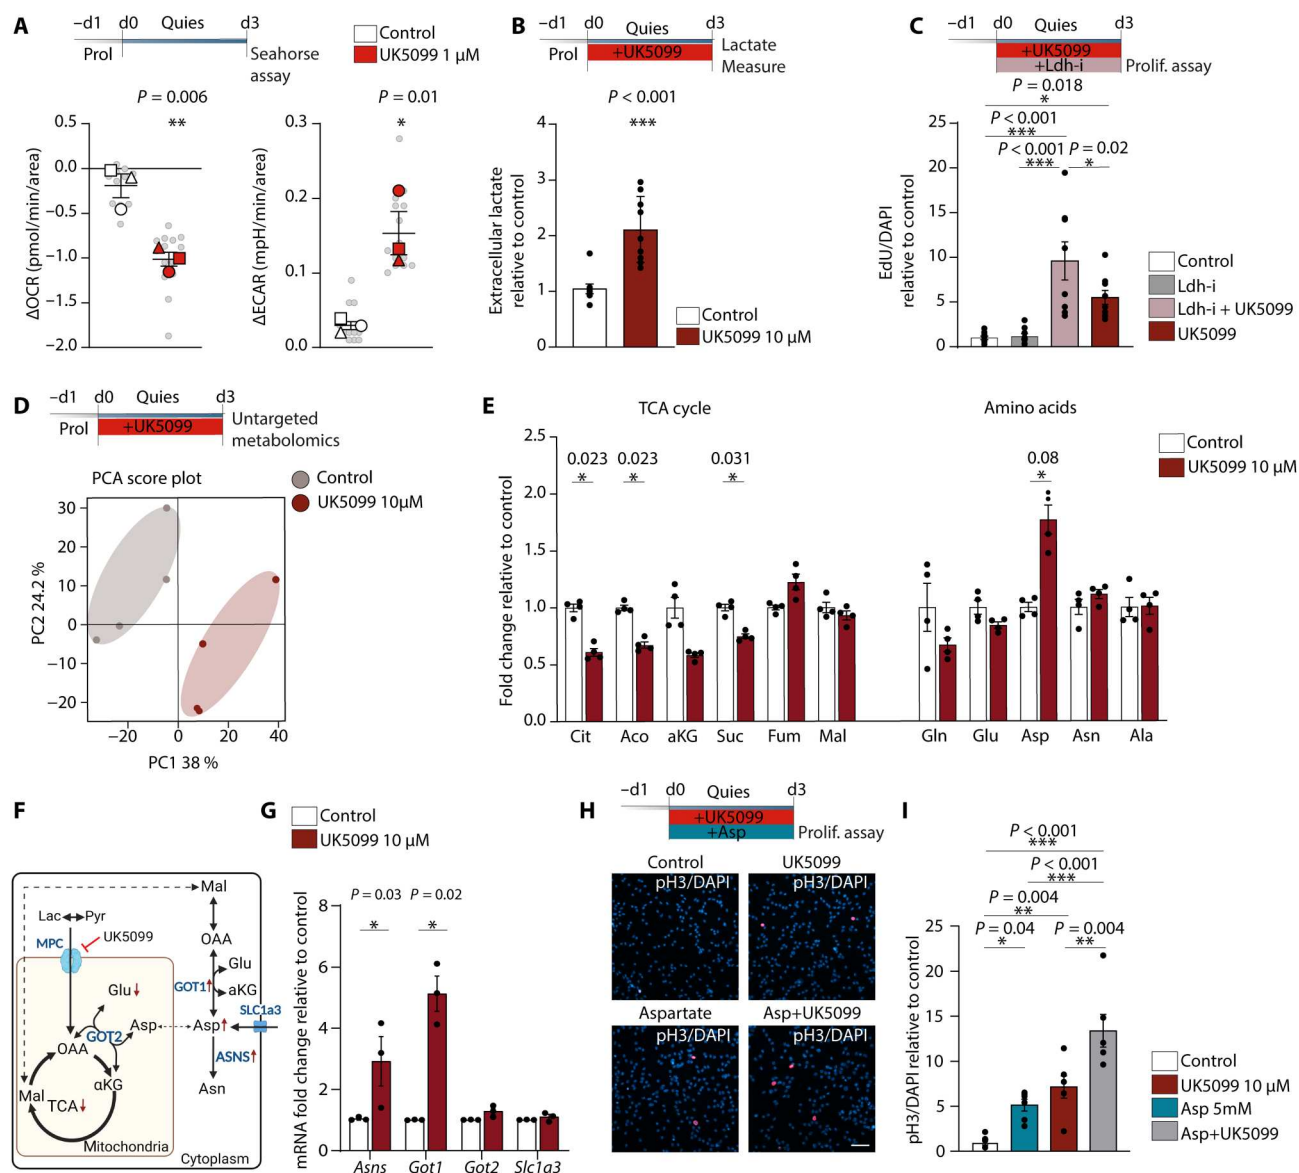 A
−d1 d0 Quies d3
Prol
Seahorse
assay
Control
UK5099 1 µM
P = 0.006
**
ΔOCR (pmol/min/area)
0.5
0.0
−0.5
−1.0
−1.5
−2.0
P = 0.01
*
ΔECAR (mpH/min/area)
0.3
0.2
0.1
0.0
B
−d1 d0 Quies d3
+UK5099
Prol
Lactate
Measure
P < 0.001
***
Extracellular lactate
relative to control
6
4
2
0
Control
UK5099 10 µM
C
−d1 d0 Quies d3
+UK5099
+Ldh-i
Prol
Prolif. assay
P = 0.018
*
P < 0.001
***
P < 0.001
***
P = 0.02
*
EdU/DAPI
relative to control
25
20
15
10
5
0
Control
Ldh-i
Ldh-i + UK5099
UK5099
D
−d1 d0 Quies d3
+UK5099
Prol
Untargeted
metabolomics
PCA score plot
Control
UK5099 10µM
PC2 24.2 %
30
20
10
0
−10
−20
−20 0 20 40
PC1 38 %
E
TCA cycle
Amino acids
Control
UK5099 10 µM
Fold change relative to control
2.5
2.0
1.5
1.0
0.5
0.0
0.023
*
0.023
*
0.031
*
0.08
*
Cit Aco aKG Suc Fum Mal
Gln Glu Asp Asn Ala
F
Mal
Lac Pyr
MPC
UK5099
OAA
Glu
GOT1
aKG
SLC1a3
Glu
Asp
Asp
GOT2
OAA
ASNS
αKG
Mal
TCA
Asn
Mitochondria
Cytoplasm
G
Control
UK5099 10 µM
P = 0.03
*
P = 0.02
*
mRNA fold change relative to control
8
6
4
2
0
Asns Got1 Got2 Slc1a3
H
−d1 d0 Quies d3
+UK5099
+Asp
Prolif. assay
Control
UK5099
pH3/DAPI
pH3/DAPI
Aspartate
Asp+UK5099
pH3/DAPI
pH3/DAPI
I
P < 0.001
***
P < 0.001
***
P = 0.004
**
P = 0.04
*
P = 0.004
**
pH3/DAPI relative to control
25
20
15
10
5
0
Control
UK5099 10 µM
Asp 5mM
Asp+UK5099